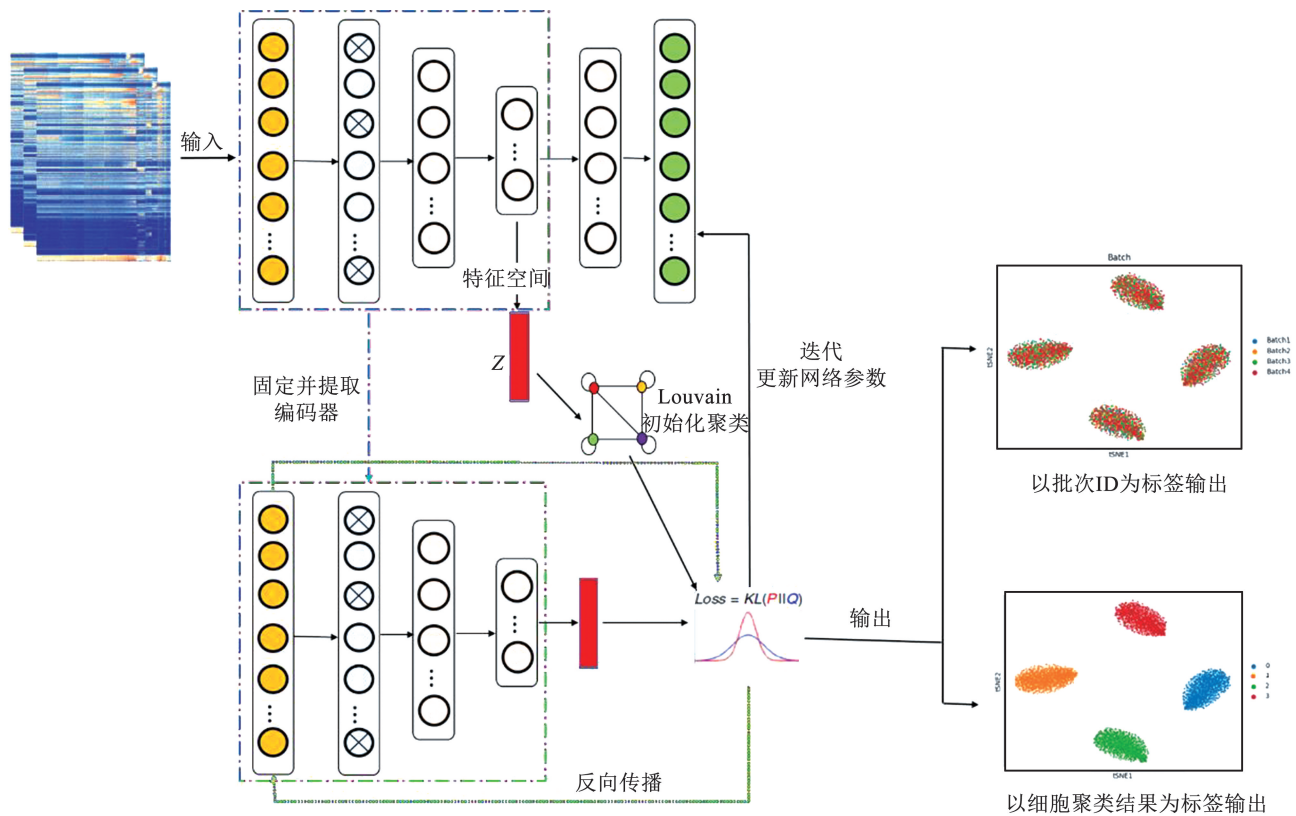 输入
特征空间
Z
固定并提取
编码器
Louvain
初始化聚类
迭代
更新网络参数
Loss = KL(P||Q)
反向传播
输出
Batch
tSNE2
Batch1
Batch2
Batch3
Batch4
tSNE1
以批次ID为标签输出
tSNE2
0
1
2
3
tSNE1
以细胞聚类结果为标签输出